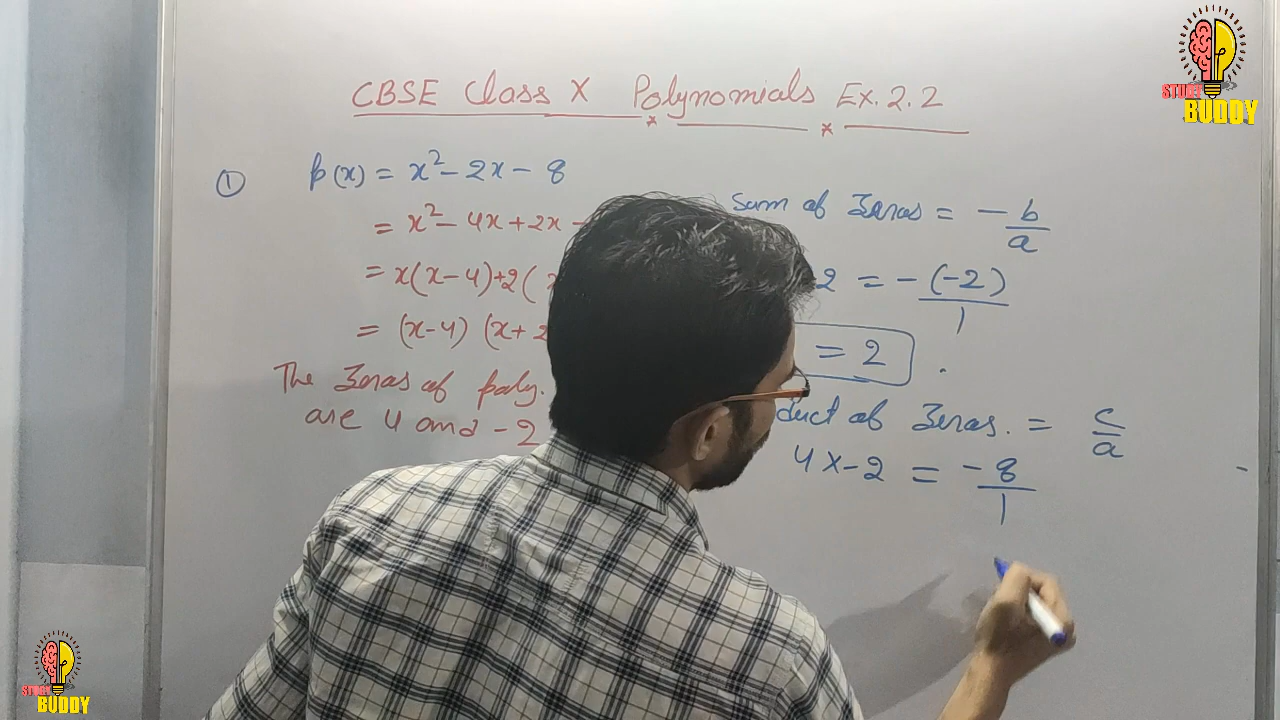 CBSE Class X Polynomials Ex. 2.2
① p(x) = x² - 2x - 8
= x² - 4x + 2x -
= x(x-4)+2(
= (x-4) (x+2
The Zeros of poly.
are 4 and -2
Sum of Zeros = - b/a
2 = - (-2)/1
= 2
duct of Zeros. = c/a
4 x -2 = -8/1
STUDY BUDDY
STUDY BUDDY